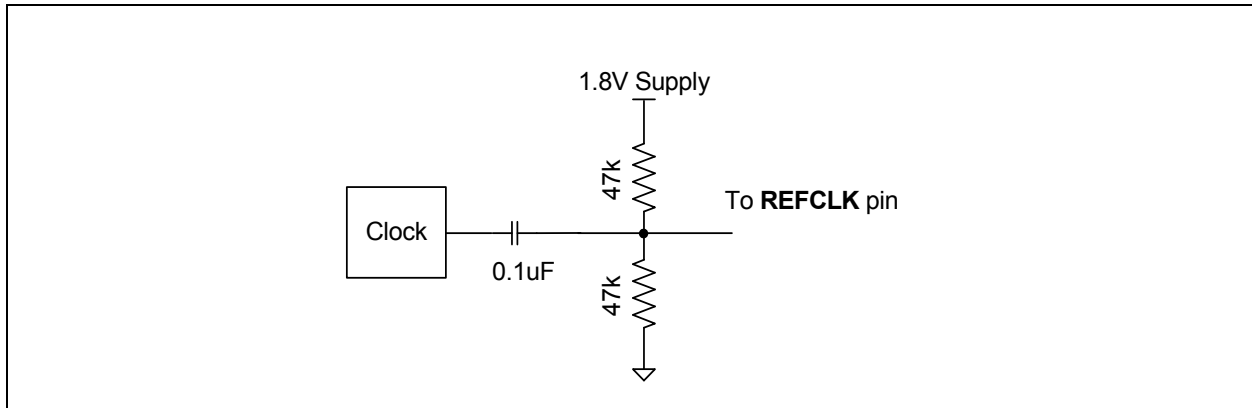 1.8V Supply
47k
To REFCLK pin
Clock
0.1uF
47k